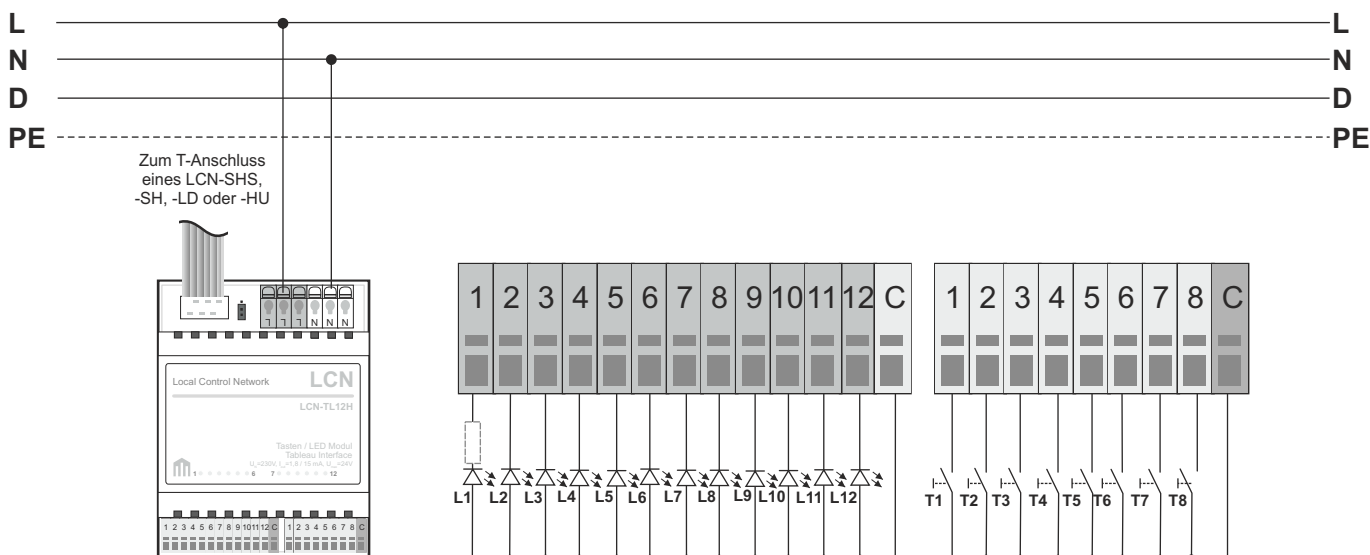 L L
N N
D D
PE PE
Zum T-Anschluss
eines LCN-SHS,
-SH, -LD oder -HU
L L L N N N
Local Control Network LCN
LCN-TL12H
Tasten / LED Modul
Tableau Interface
1 6 7 12
1 2 3 4 5 6 7 8 9 10 11 12 C 1 2 3 4 5 6 7 8 C
1 2 3 4 5 6 7 8 9 10 11 12 C
L1 L2 L3 L4 L5 L6 L7 L8 L9 L10 L11 L12
1 2 3 4 5 6 7 8 C
T1 T2 T3 T4 T5 T6 T7 T8